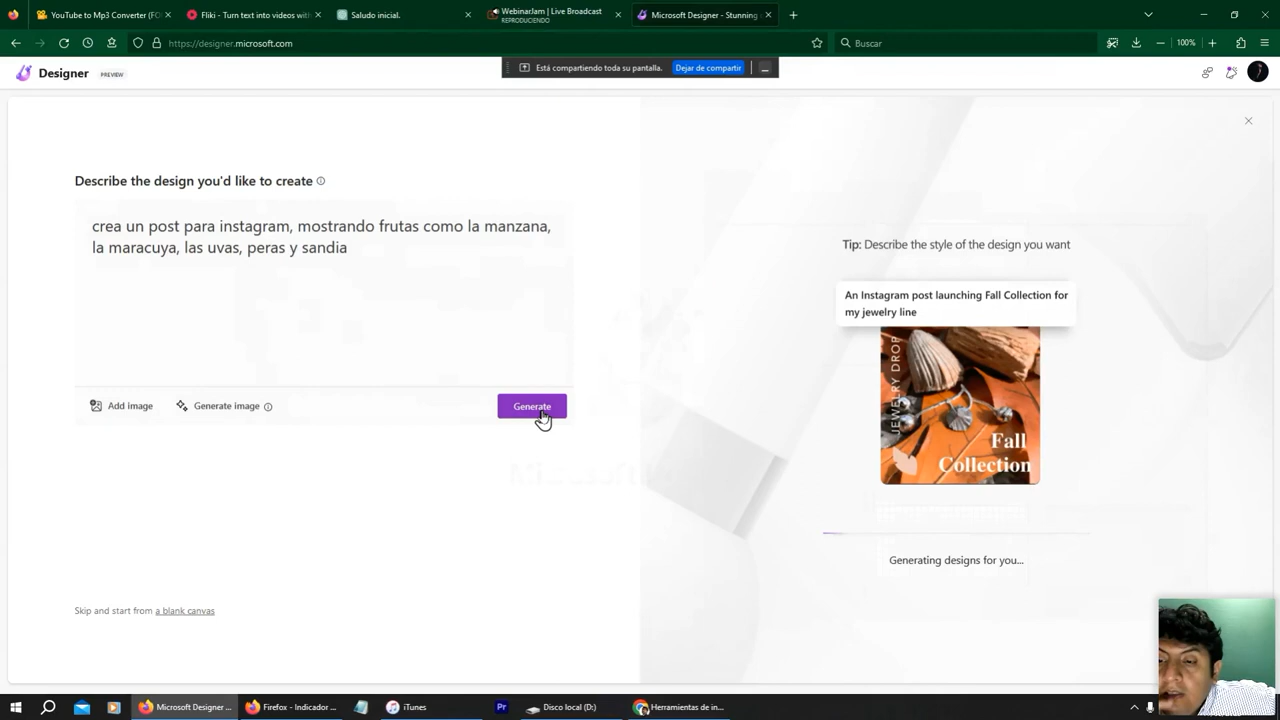 YouTube to Mp3 Converter (FO
Fliki - Turn text into videos with
Saludo inicial.
WebinarJam | Live Broadcast
REPRODUCIENDO
Microsoft Designer - Stunning
https://designer.microsoft.com
Buscar
100%
Designer
PREVIEW
Está compartiendo toda su pantalla.
Dejar de compartir
Describe the design you'd like to create
crea un post para instagram, mostrando frutas como la manzana,
la maracuya, las uvas, peras y sandia
Tip: Describe the style of the design you want
An Instagram post launching Fall Collection for
my jewelry line
JEWELRY DROP
Fall
Collection
Add image
Generate image
Generate
Generating designs for you...
Skip and start from a blank canvas
Microsoft Designer ...
Firefox - Indicador ...
iTunes
Pr
Disco local (D:)
Herramientas de in...